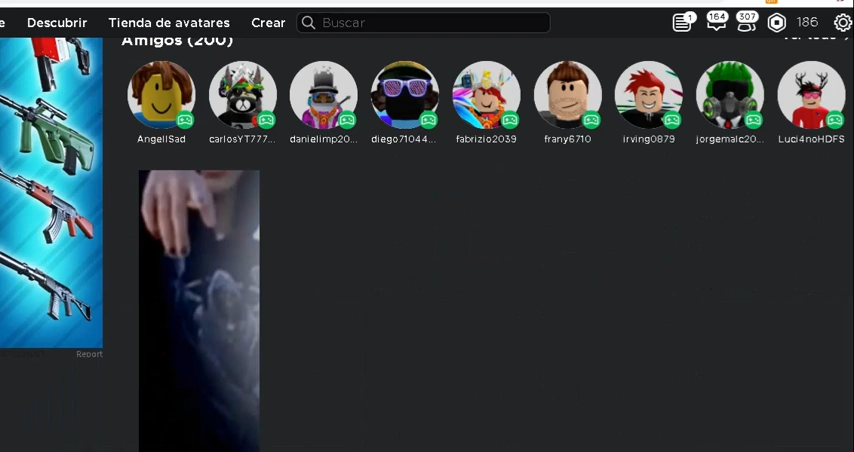 Descubrir Tienda de avatares Crear Buscar 1 164 307 186
Amigos (200)
AngelISad carlosYT777... danielimp20... diego71044... fabrizio2039 frany6710 irving0879 jorgemalc20... Luci4noHDFS
Report